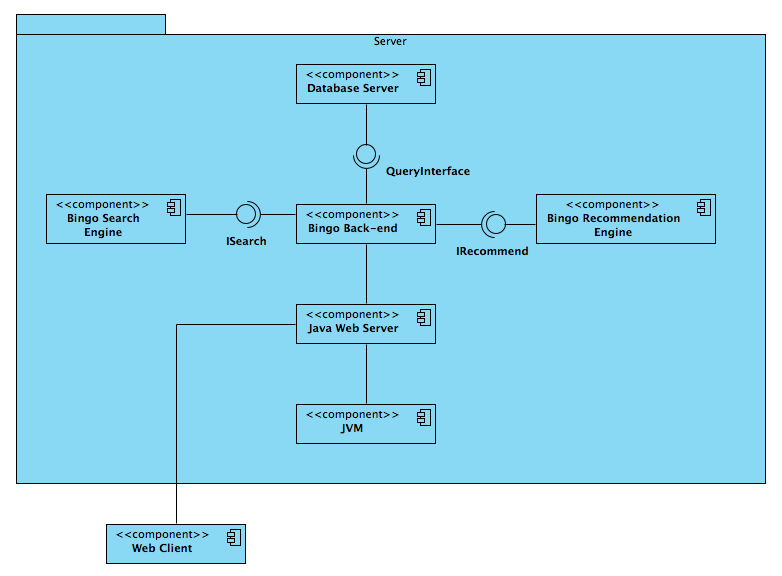 Server
<<component>>
Database Server
QueryInterface
<<component>>
Bingo Search
Engine
ISearch
<<component>>
Bingo Back-end
IRecommend
<<component>>
Bingo Recommendation
Engine
<<component>>
Java Web Server
<<component>>
JVM
<<component>>
Web Client